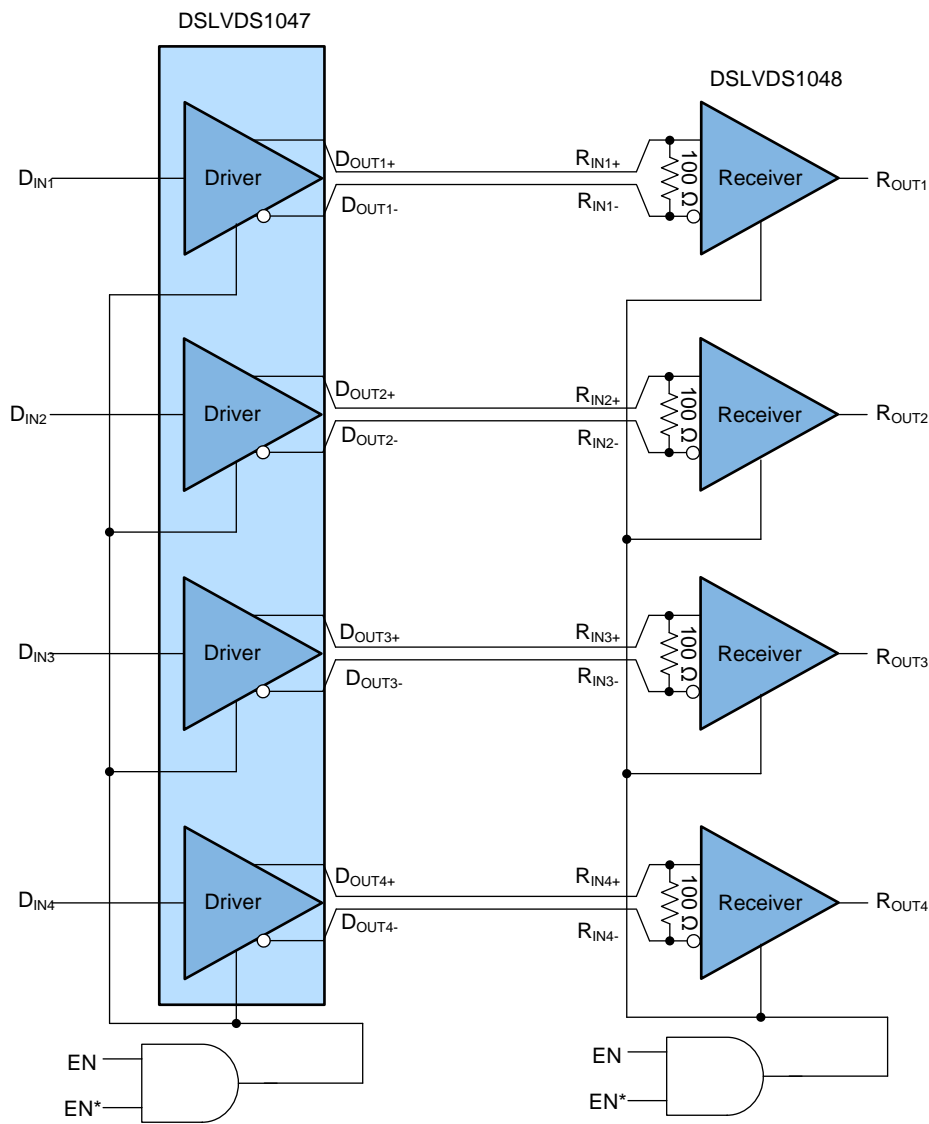 DSLVDS1047
DSLVDS1048
DIN1
Driver
DOUT1+
DOUT1-
RIN1+
RIN1-
100 Ω
Receiver
ROUT1
DIN2
Driver
DOUT2+
DOUT2-
RIN2+
RIN2-
100 Ω
Receiver
ROUT2
DIN3
Driver
DOUT3+
DOUT3-
RIN3+
RIN3-
100 Ω
Receiver
ROUT3
DIN4
Driver
DOUT4+
DOUT4-
RIN4+
RIN4-
100 Ω
Receiver
ROUT4
EN
EN*
EN
EN*